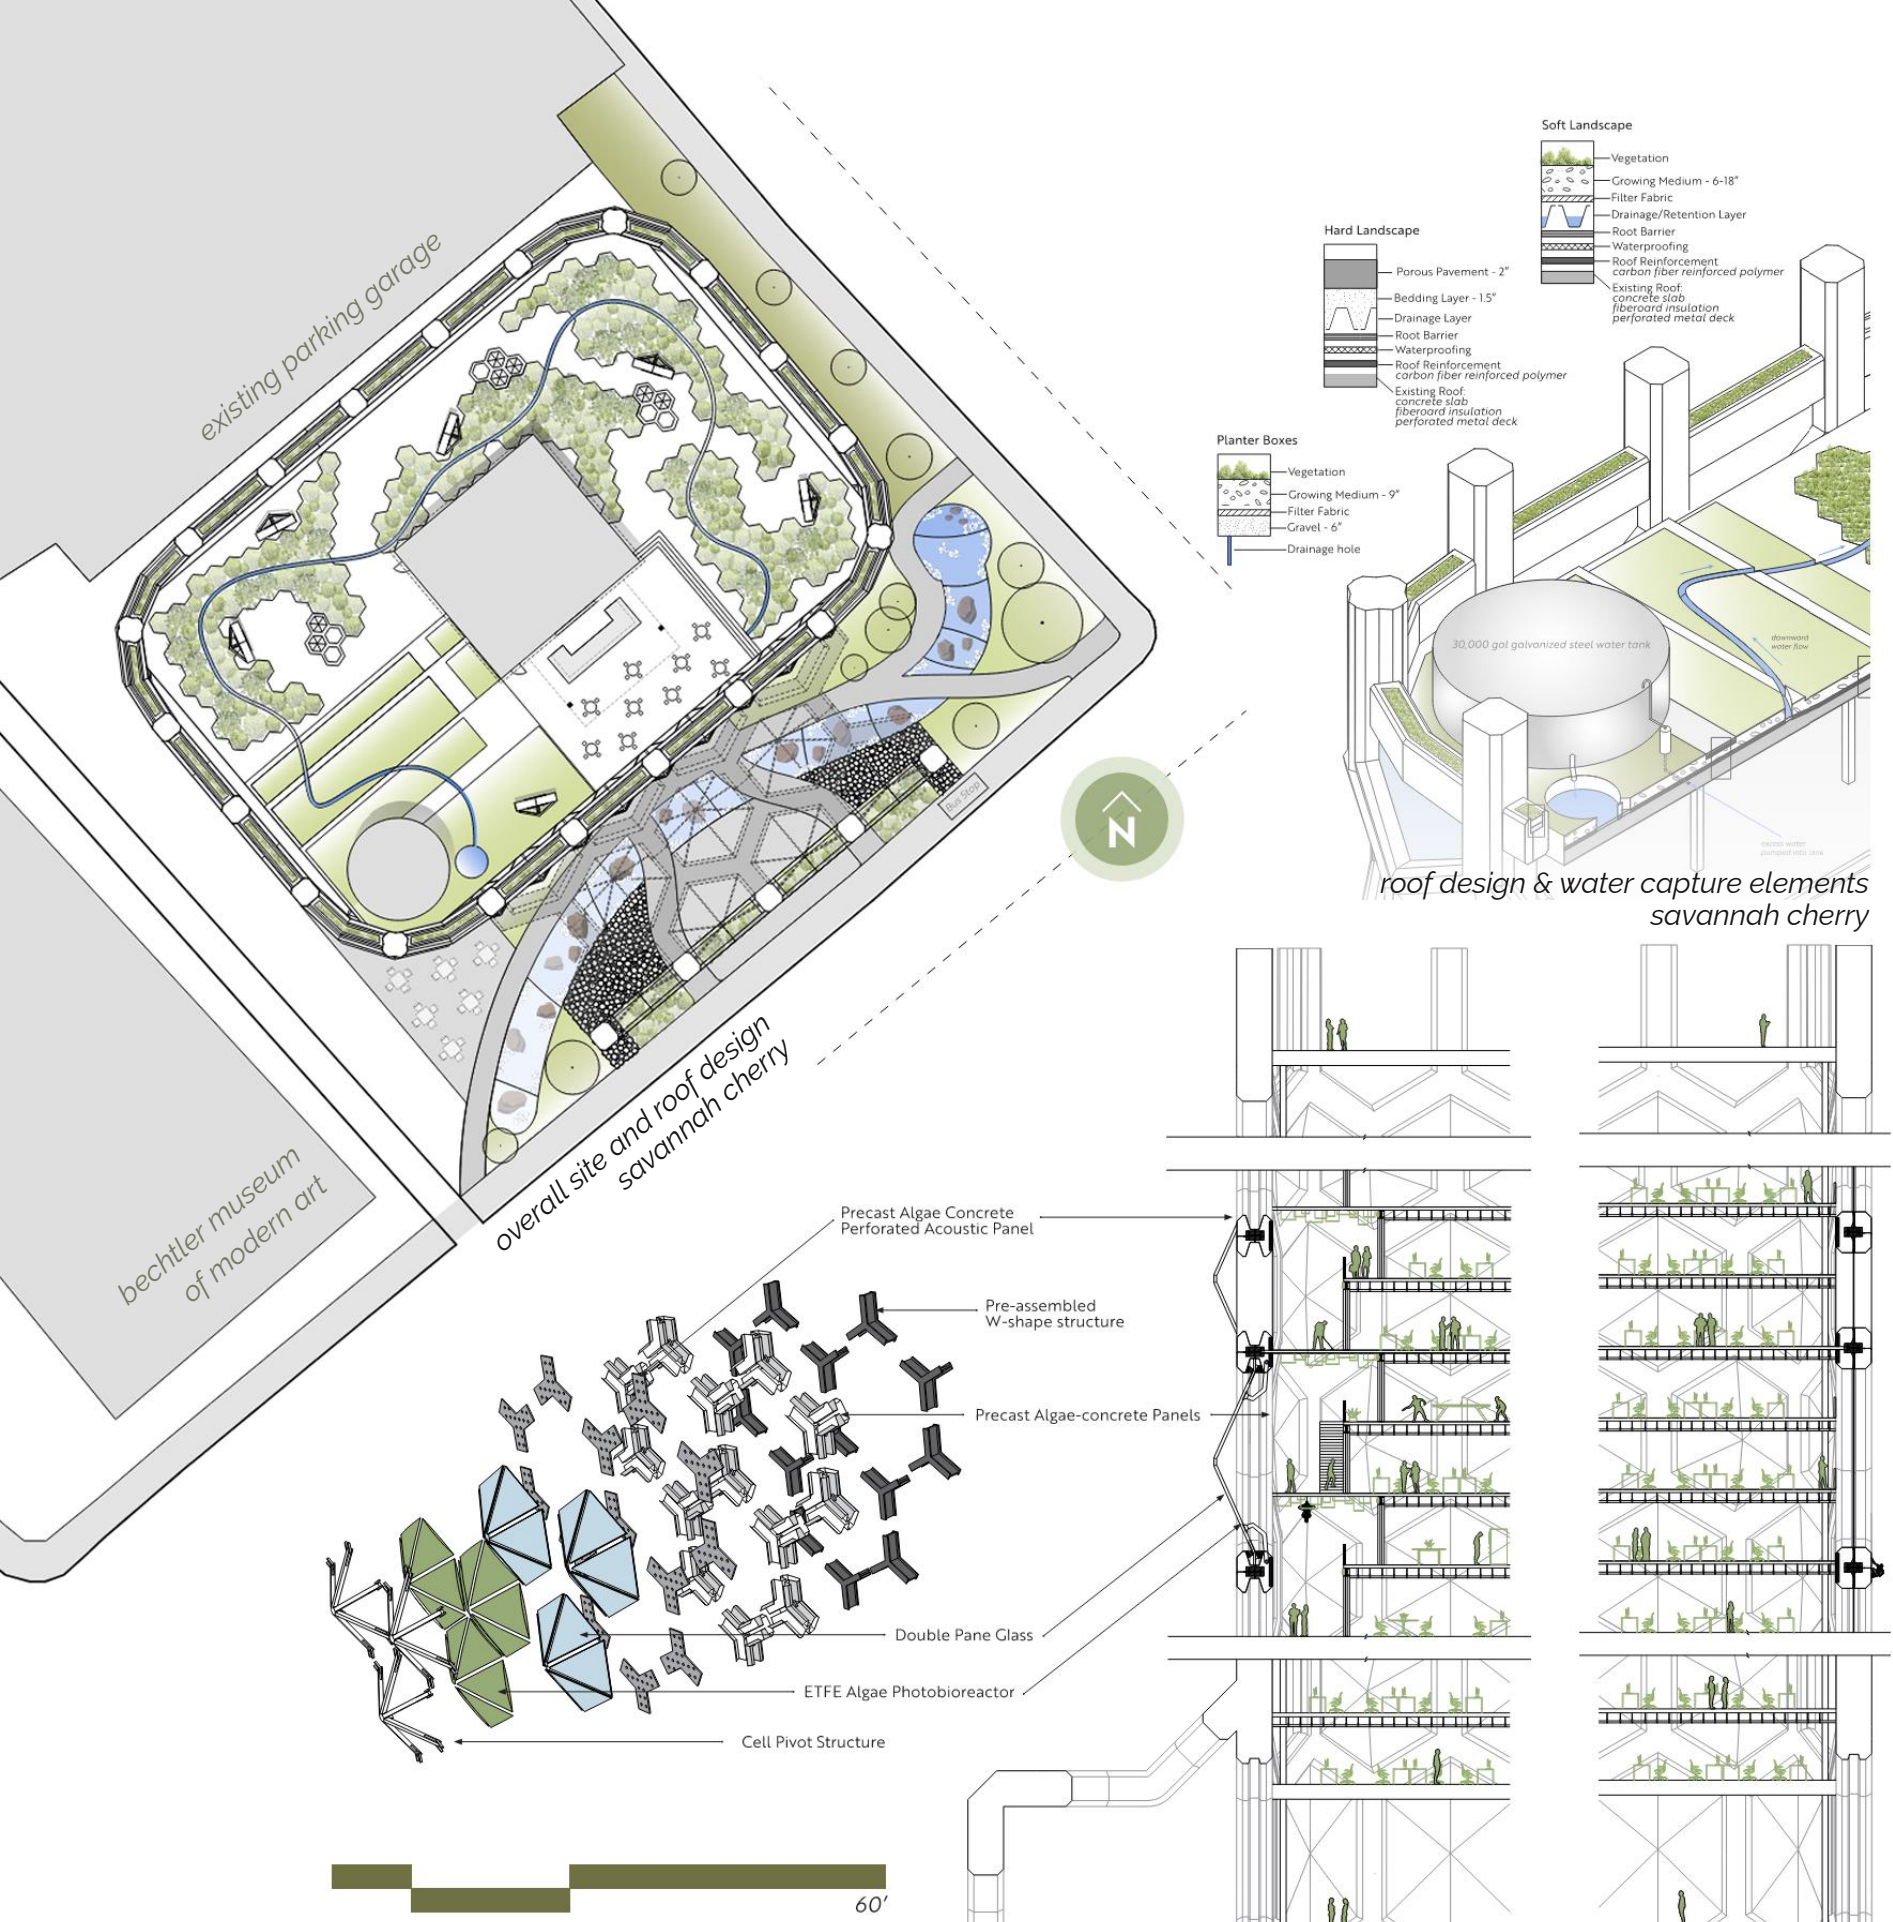 existing parking garage
bechtler museum
of modern art
Bus Stop
N
overall site and roof design
savannah cherry
Soft Landscape
Vegetation
Growing Medium - 6-18"
Filter Fabric
Drainage/Retention Layer
Root Barrier
Waterproofing
Roof Reinforcement
carbon fiber reinforced polymer
Existing Roof:
concrete slab
fiberoard insulation
perforated metal deck
Hard Landscape
Porous Pavement - 2"
Bedding Layer - 1.5"
Drainage Layer
Root Barrier
Waterproofing
Roof Reinforcement
carbon fiber reinforced polymer
Existing Roof:
concrete slab
fiberoard insulation
perforated metal deck
Planter Boxes
Vegetation
Growing Medium - 9"
Filter Fabric
Gravel - 6"
Drainage hole
30,000 gal galvanized steel water tank
downward
water flow
excess water
pumped into tank
roof design & water capture elements
savannah cherry
Precast Algae Concrete
Perforated Acoustic Panel
Pre-assembled
W-shape structure
Precast Algae-concrete Panels
Double Pane Glass
ETFE Algae Photobioreactor
Cell Pivot Structure
60'